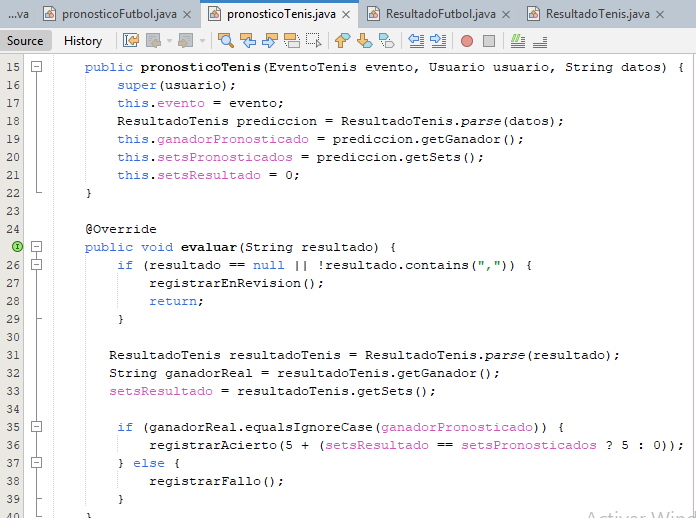 ...va pronosticoFutbol.java pronosticoTenis.java ResultadoFutbol.java ResultadoTenis.java
Source History
15 public pronosticoTenis(EventoTenis evento, Usuario usuario, String datos) {
16 super(usuario);
17 this.evento = evento;
18 ResultadoTenis prediccion = ResultadoTenis.parse(datos);
19 this.ganadorPronosticado = prediccion.getGanador();
20 this.setsPronosticados = prediccion.getSets();
21 this.setsResultado = 0;
22 }
23
24 @Override
public void evaluar(String resultado) {
26 if (resultado == null || !resultado.contains(",")) {
27 registrarEnRevision();
28 return;
29 }
30
31 ResultadoTenis resultadoTenis = ResultadoTenis.parse(resultado);
32 String ganadorReal = resultadoTenis.getGanador();
33 setsResultado = resultadoTenis.getSets();
34
35 if (ganadorReal.equalsIgnoreCase(ganadorPronosticado)) {
36 registrarAcierto(5 + (setsResultado == setsPronosticados ? 5 : 0));
37 } else {
38 registrarFallo();
39 }
40 }